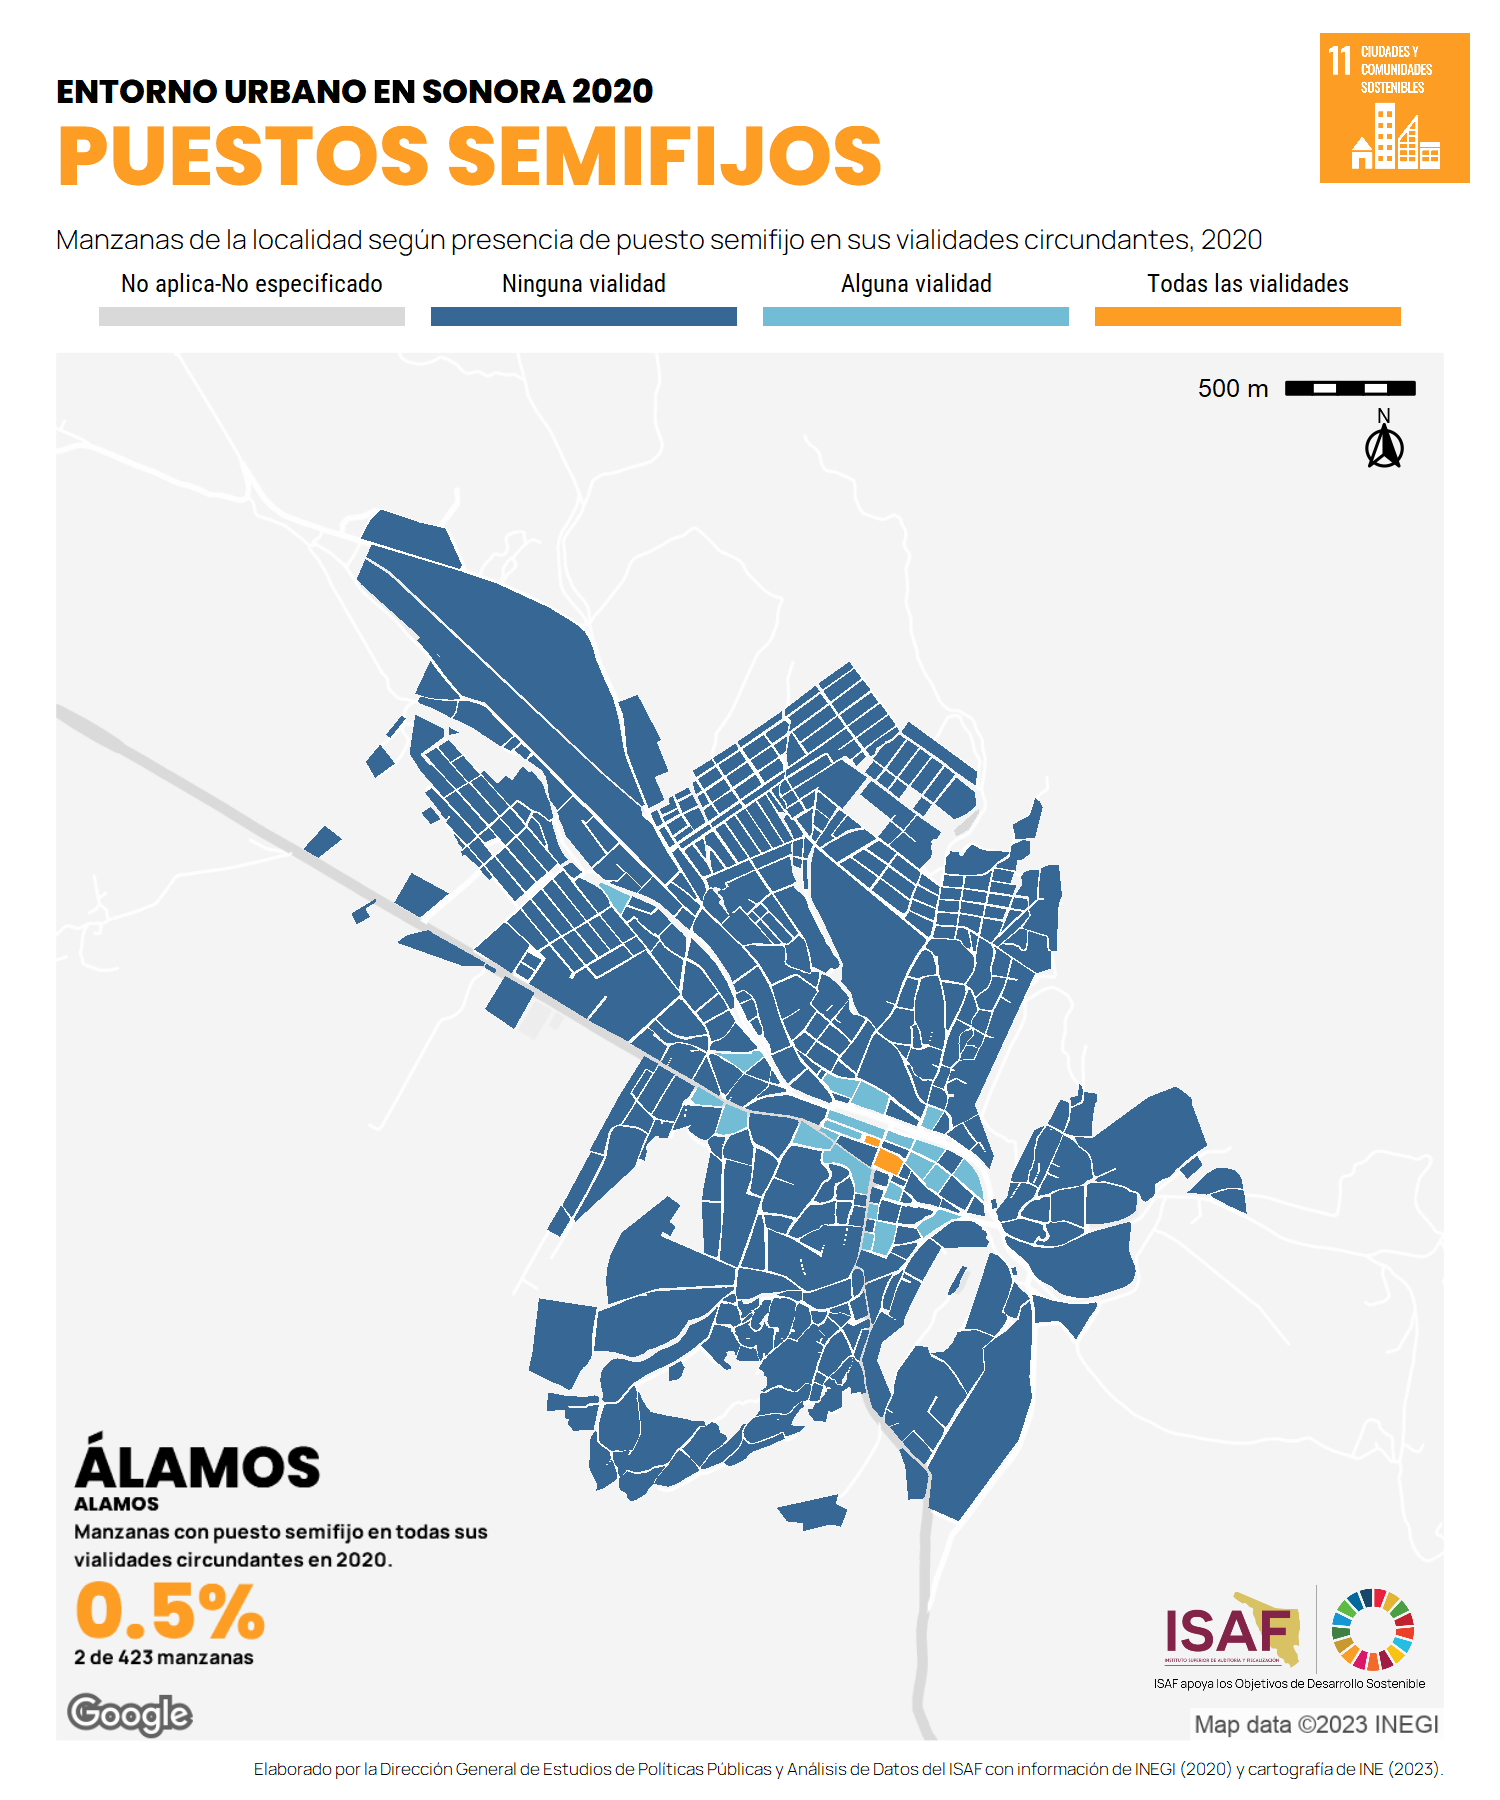 11 CIUDADES Y
COMUNIDADES
SOSTENIBLES
ENTORNO URBANO EN SONORA 2020
PUESTOS SEMIFIJOS
Manzanas de la localidad según presencia de puesto semifijo en sus vialidades circundantes, 2020
No aplica-No especificado
Ninguna vialidad
Alguna vialidad
Todas las vialidades
500 m
N
ÁLAMOS
ALAMOS
Manzanas con puesto semifijo en todas sus
vialidades circundantes en 2020.
0.5%
2 de 423 manzanas
Google
ISAF
INSTITUTO SUPERIOR DE AUDITORÍA Y FISCALIZACIÓN
ISAF apoya los Objetivos de Desarrollo Sostenible
Map data ©2023 INEGI
Elaborado por la Dirección General de Estudios de Políticas Públicas y Análisis de Datos del ISAF con información de INEGI (2020) y cartografía de INE (2023).